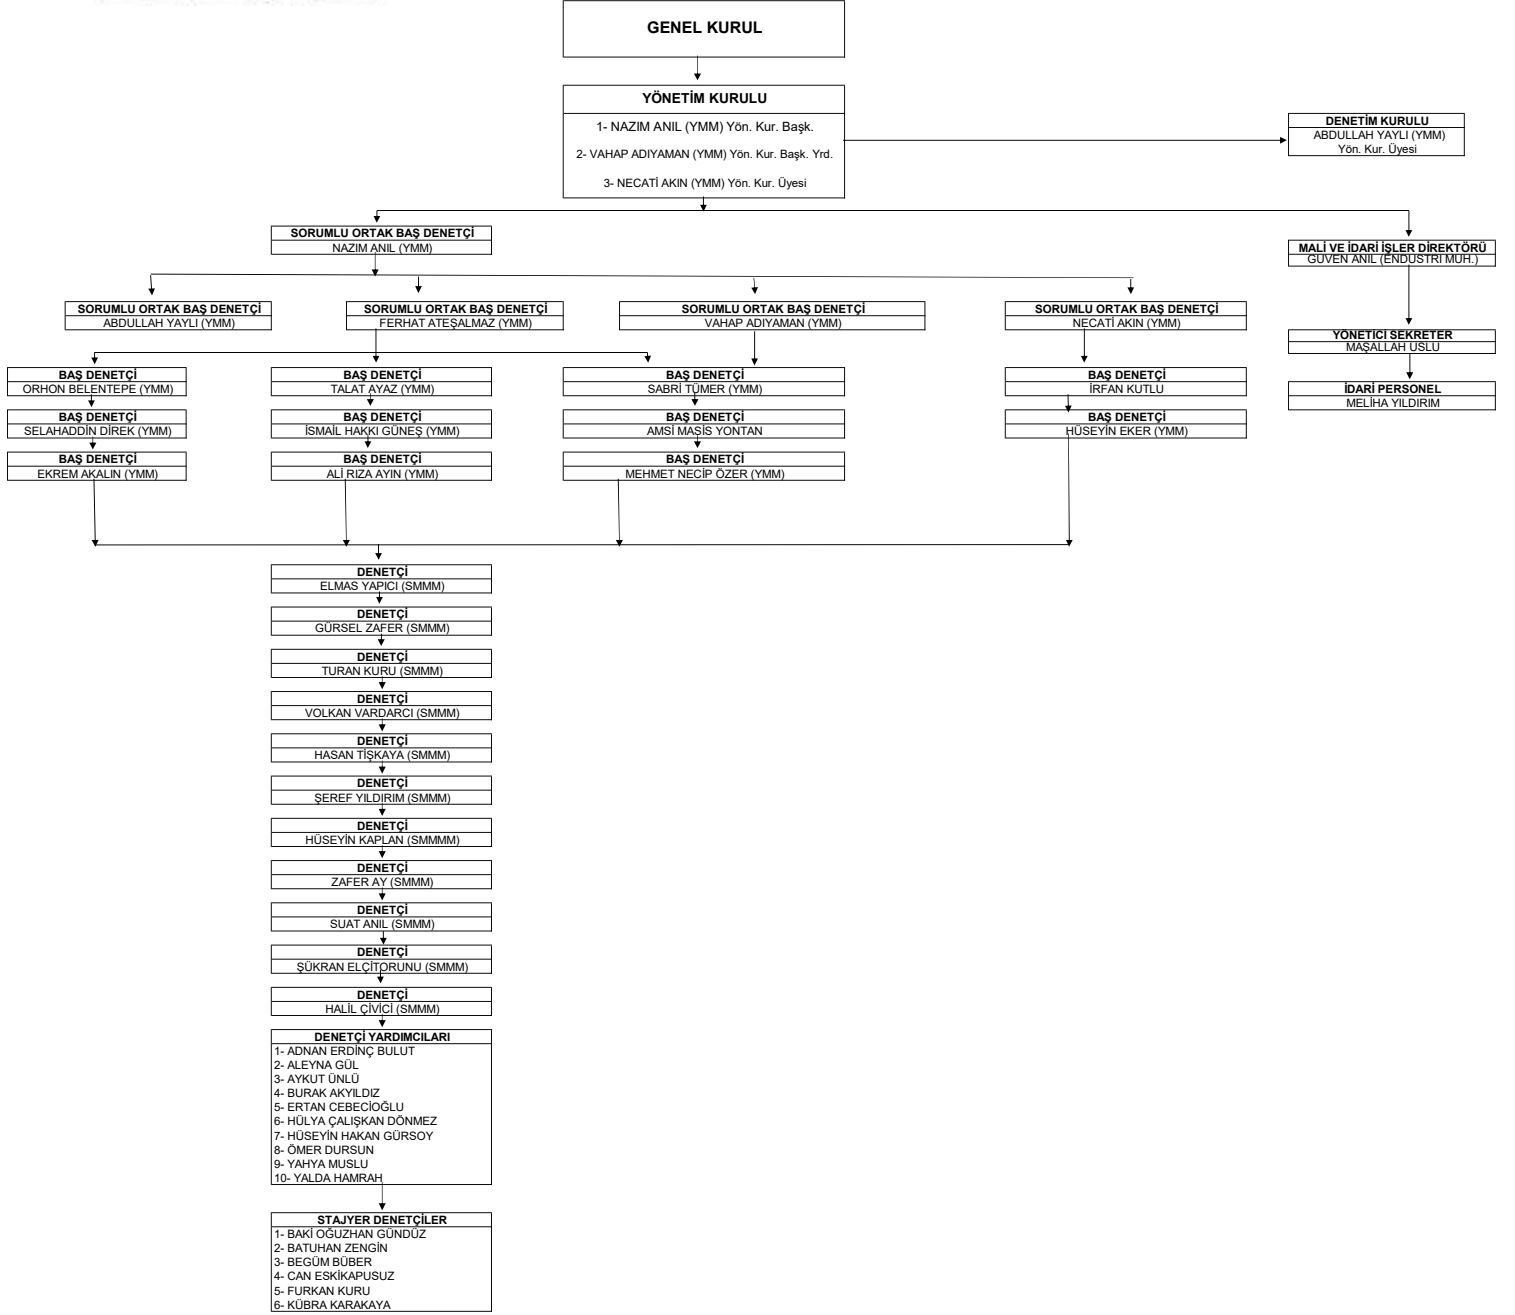 GENEL KURUL
YÖNETİM KURULU
1- NAZIM ANIL (YMM) Yön. Kur. Başk.
2- VAHAP ADIYAMAN (YMM) Yön. Kur. Başk. Yrd.
3- NECATİ AKIN (YMM) Yön. Kur. Üyesi
DENETİM KURULU
ABDULLAH YAYLI (YMM)
Yön. Kur. Üyesi
SORUMLU ORTAK BAŞ DENETÇİ
NAZIM ANIL (YMM)
MALİ VE İDARİ İŞLER DİREKTÖRÜ
GÜVEN ANIL (ENDÜSTRİ MÜH.)
SORUMLU ORTAK BAŞ DENETÇİ
ABDULLAH YAYLI (YMM)
SORUMLU ORTAK BAŞ DENETÇİ
FERHAT ATEŞALMAZ (YMM)
SORUMLU ORTAK BAŞ DENETÇİ
VAHAP ADIYAMAN (YMM)
SORUMLU ORTAK BAŞ DENETÇİ
NECATİ AKIN (YMM)
YÖNETİCİ SEKRETER
MAŞALLAH USLU
BAŞ DENETÇİ
ORHON BELENTEPE (YMM)
BAŞ DENETÇİ
TALAT AYAZ (YMM)
BAŞ DENETÇİ
SABRİ TÜMER (YMM)
BAŞ DENETÇİ
İRFAN KUTLU
İDARİ PERSONEL
MELİHA YILDIRIM
BAŞ DENETÇİ
SELAHADDİN DİREK (YMM)
BAŞ DENETÇİ
İSMAİL HAKKI GÜNEŞ (YMM)
BAŞ DENETÇİ
AMSİ MASİS YONTAN
BAŞ DENETÇİ
HÜSEYİN EKER (YMM)
BAŞ DENETÇİ
EKREM AKALIN (YMM)
BAŞ DENETÇİ
ALİ RIZA AYIN (YMM)
BAŞ DENETÇİ
MEHMET NECİP ÖZER (YMM)
DENETÇİ
ELMAS YAPICI (SMMM)
DENETÇİ
GÜRSEL ZAFER (SMMM)
DENETÇİ
TURAN KURU (SMMM)
DENETÇİ
VOLKAN VARDARCI (SMMM)
DENETÇİ
HASAN TİŞKAYA (SMMM)
DENETÇİ
ŞEREF YILDIRIM (SMMM)
DENETÇİ
HÜSEYİN KAPLAN (SMMMM)
DENETÇİ
ZAFER AY (SMMM)
DENETÇİ
SUAT ANIL (SMMM)
DENETÇİ
ŞÜKRAN ELÇİTORUNU (SMMM)
DENETÇİ
HALİL ÇİVİCİ (SMMM)
DENETÇİ YARDIMCILARI
1- ADNAN ERDİNÇ BULUT
2- ALEYNA GÜL
3- AYKUT ÜNLÜ
4- BURAK AKYILDIZ
5- ERTAN CEBECİOĞLU
6- HÜLYA ÇALIŞKAN DÖNMEZ
7- HÜSEYİN HAKAN GÜRSOY
8- ÖMER DURSUN
9- YAHYA MUSLU
10- YALDA HAMRAH
STAJYER DENETÇİLER
1- BAKİ OĞUZHAN GÜNDÜZ
2- BATUHAN ZENGİN
3- BEGÜM BÜBER
4- CAN ESKİKAPUSUZ
5- FURKAN KURU
6- KÜBRA KARAKAYA